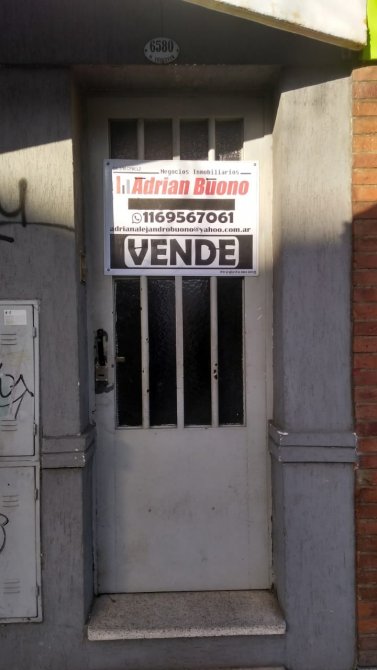 6580
Negocios Inmobiliarios
Adrian Buono
1169567061
adrianalejandrobuono@yahoo.com.ar
VENDE